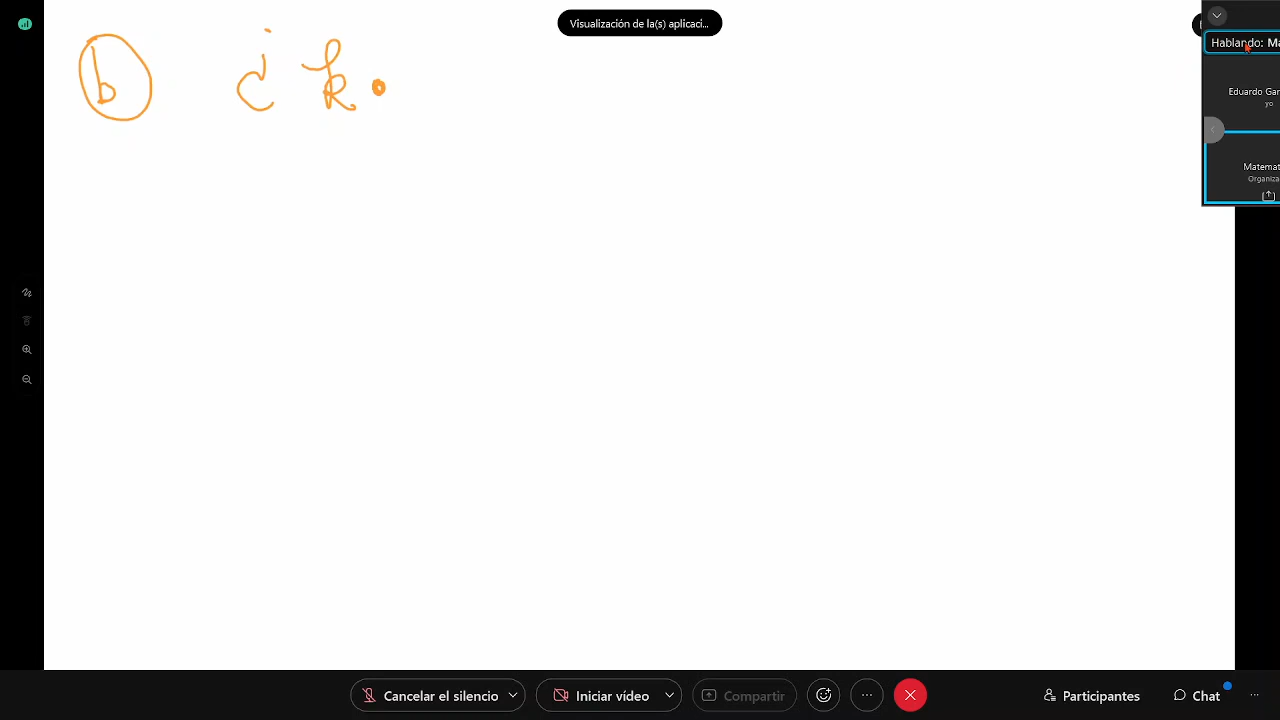 Visualización de la(s) aplicaci...
Hablando: Ma
b ¿ k
Eduardo Gar
yo
Matemat
Organiza
Cancelar el silencio
Iniciar vídeo
Compartir
Participantes
Chat